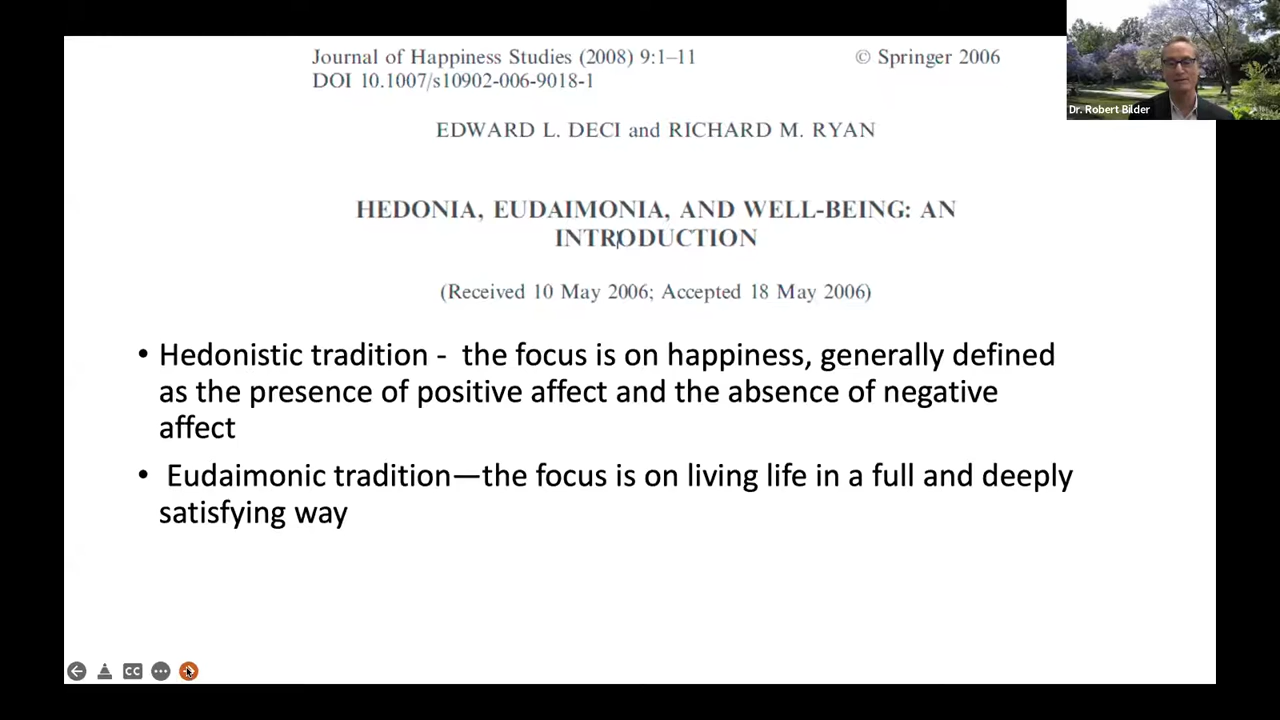 Journal of Happiness Studies (2008) 9:1–11 © Springer 2006
DOI 10.1007/s10902-006-9018-1
EDWARD L. DECI and RICHARD M. RYAN
HEDONIA, EUDAIMONIA, AND WELL-BEING: AN
INTRODUCTION
(Received 10 May 2006; Accepted 18 May 2006)
• Hedonistic tradition - the focus is on happiness, generally defined
as the presence of positive affect and the absence of negative
affect
• Eudaimonic tradition—the focus is on living life in a full and deeply
satisfying way
Dr. Robert Bilder
CC